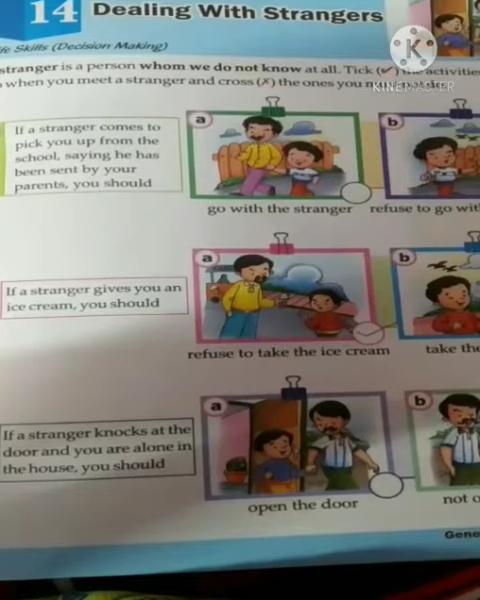 14 Dealing With Strangers
fe Skills (Decision Making)
stranger is a person whom we do not know at all. Tick (✓) the activities
when you meet a stranger and cross (✗) the ones you
K
KINEMASTER
If a stranger comes to
pick you up from the
school, saying he has
been sent by your
parents, you should
a
b
go with the stranger
refuse to go wit
If a stranger gives you an
ice cream, you should
a
b
refuse to take the ice cream
take the
If a stranger knocks at the
door and you are alone in
the house, you should
a
b
open the door
not o
Gene